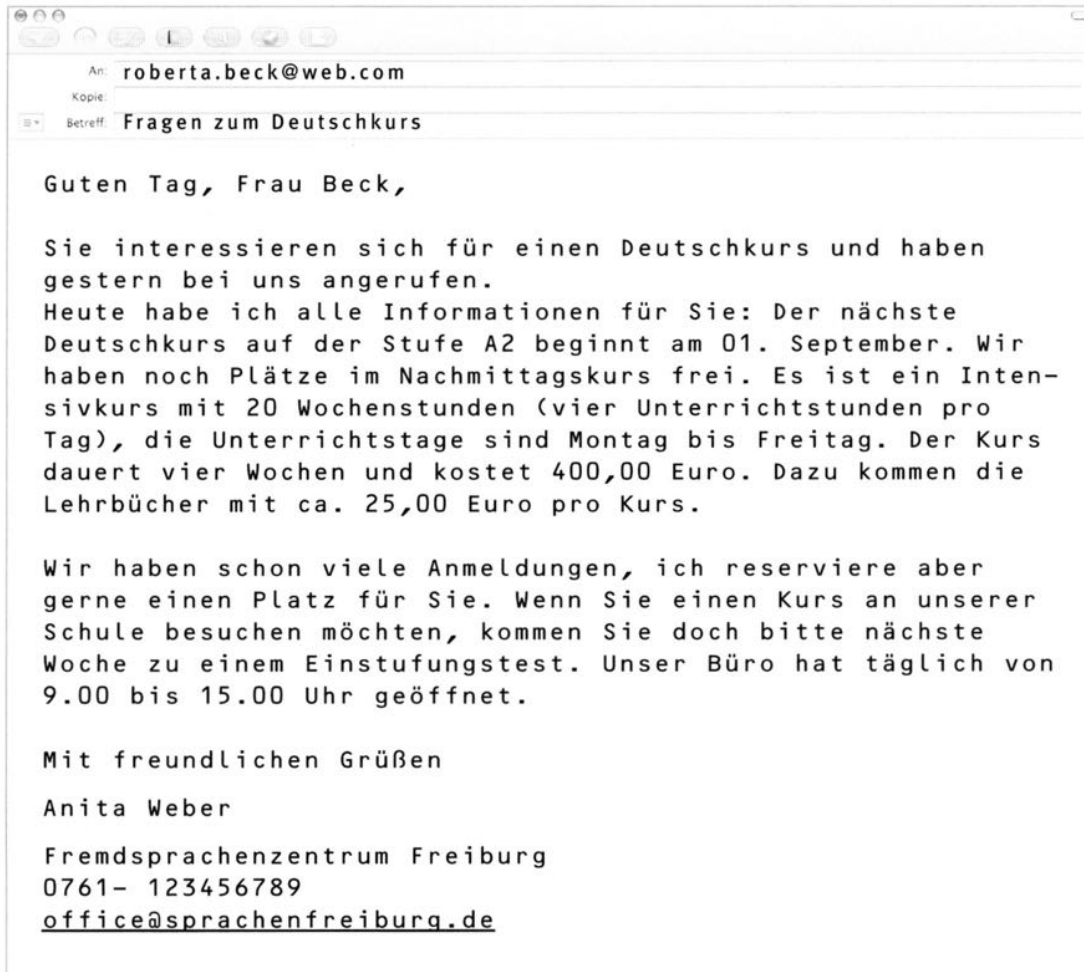 An: roberta.beck@web.com
Kopie:
Betreff: Fragen zum Deutschkurs
Guten Tag, Frau Beck,
Sie interessieren sich für einen Deutschkurs und haben
gestern bei uns angerufen.
Heute habe ich alle Informationen für Sie: Der nächste
Deutschkurs auf der Stufe A2 beginnt am 01. September. Wir
haben noch Plätze im Nachmittagskurs frei. Es ist ein Inten-
sivkurs mit 20 Wochenstunden (vier Unterrichtstunden pro
Tag), die Unterrichtstage sind Montag bis Freitag. Der Kurs
dauert vier Wochen und kostet 400,00 Euro. Dazu kommen die
Lehrbücher mit ca. 25,00 Euro pro Kurs.
Wir haben schon viele Anmeldungen, ich reserviere aber
gerne einen Platz für Sie. Wenn Sie einen Kurs an unserer
Schule besuchen möchten, kommen Sie doch bitte nächste
Woche zu einem Einstufungstest. Unser Büro hat täglich von
9.00 bis 15.00 Uhr geöffnet.
Mit freundlichen Grüßen
Anita Weber
Fremdsprachenzentrum Freiburg
0761- 123456789
office@sprachenfreiburg.de